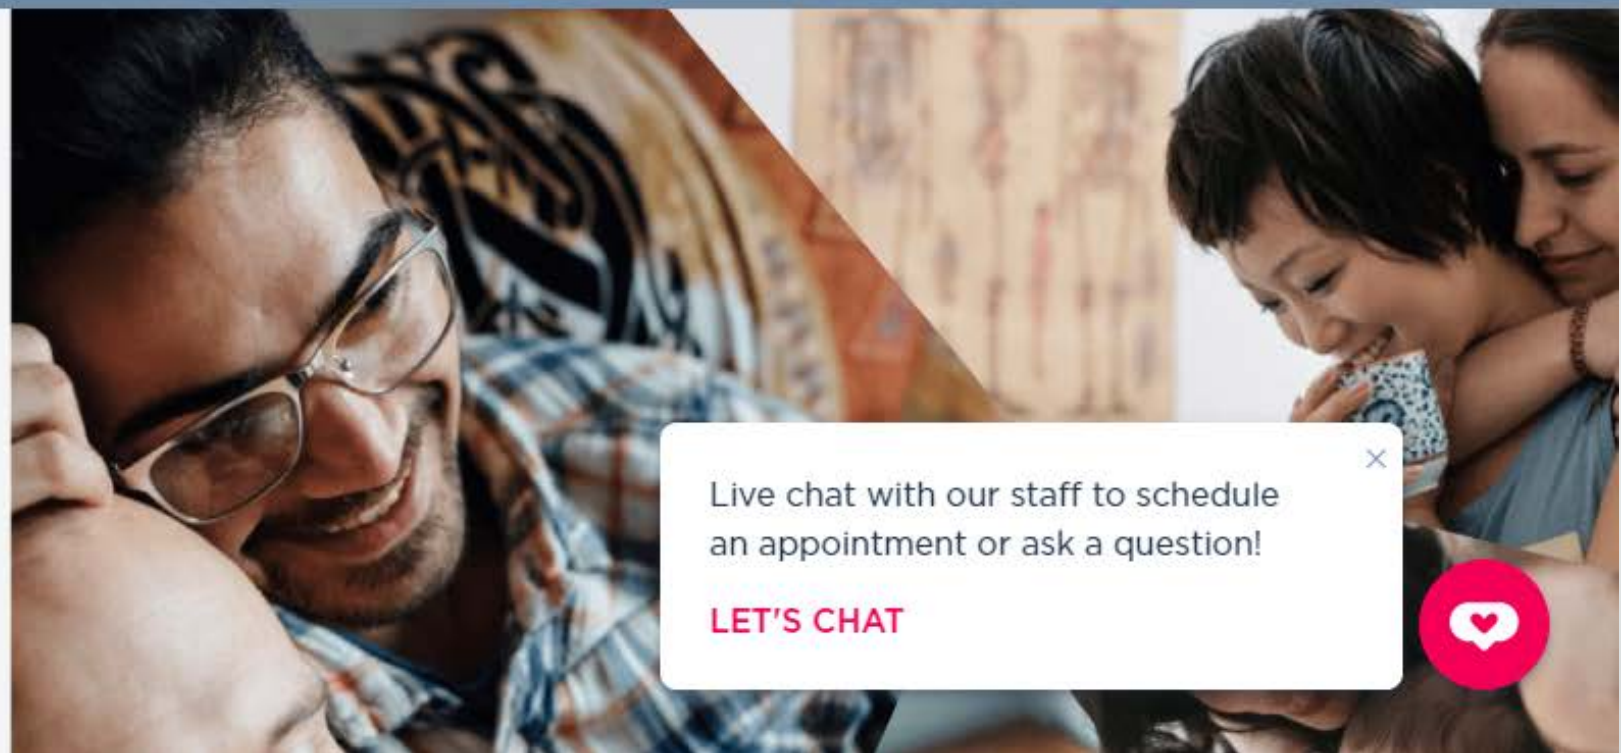 Live chat with our staff to schedule
an appointment or ask a question!
LET'S CHAT